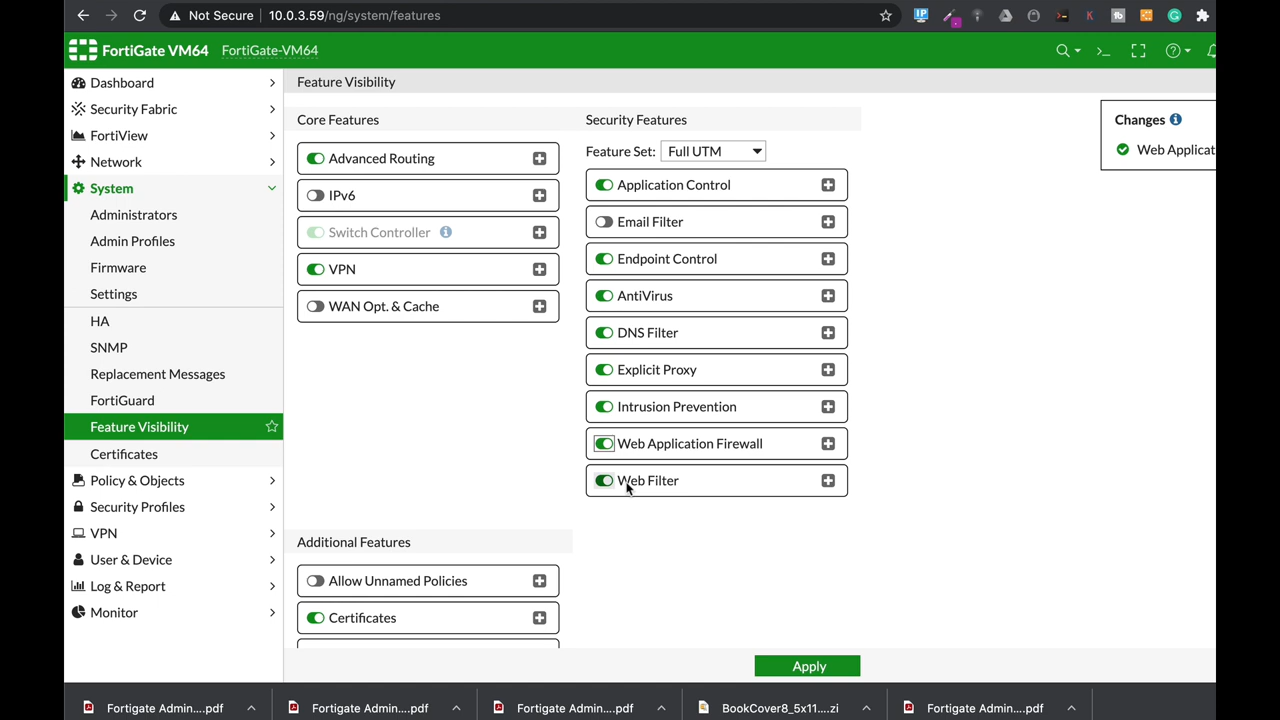 Not Secure | 10.0.3.59/ng/system/features
FortiGate VM64 FortiGate-VM64
Dashboard
Security Fabric
FortiView
Network
System
Administrators
Admin Profiles
Firmware
Settings
HA
SNMP
Replacement Messages
FortiGuard
Feature Visibility
Certificates
Policy & Objects
Security Profiles
VPN
User & Device
Log & Report
Monitor
Feature Visibility
Core Features
Advanced Routing
IPv6
Switch Controller
VPN
WAN Opt. & Cache
Security Features
Feature Set: Full UTM
Application Control
Email Filter
Endpoint Control
AntiVirus
DNS Filter
Explicit Proxy
Intrusion Prevention
Web Application Firewall
Web Filter
Additional Features
Allow Unnamed Policies
Certificates
Changes
Web Applicat
Apply
Fortigate Admin....pdf
Fortigate Admin....pdf
Fortigate Admin....pdf
BookCover8_5x11....zi
Fortigate Admin....pdf